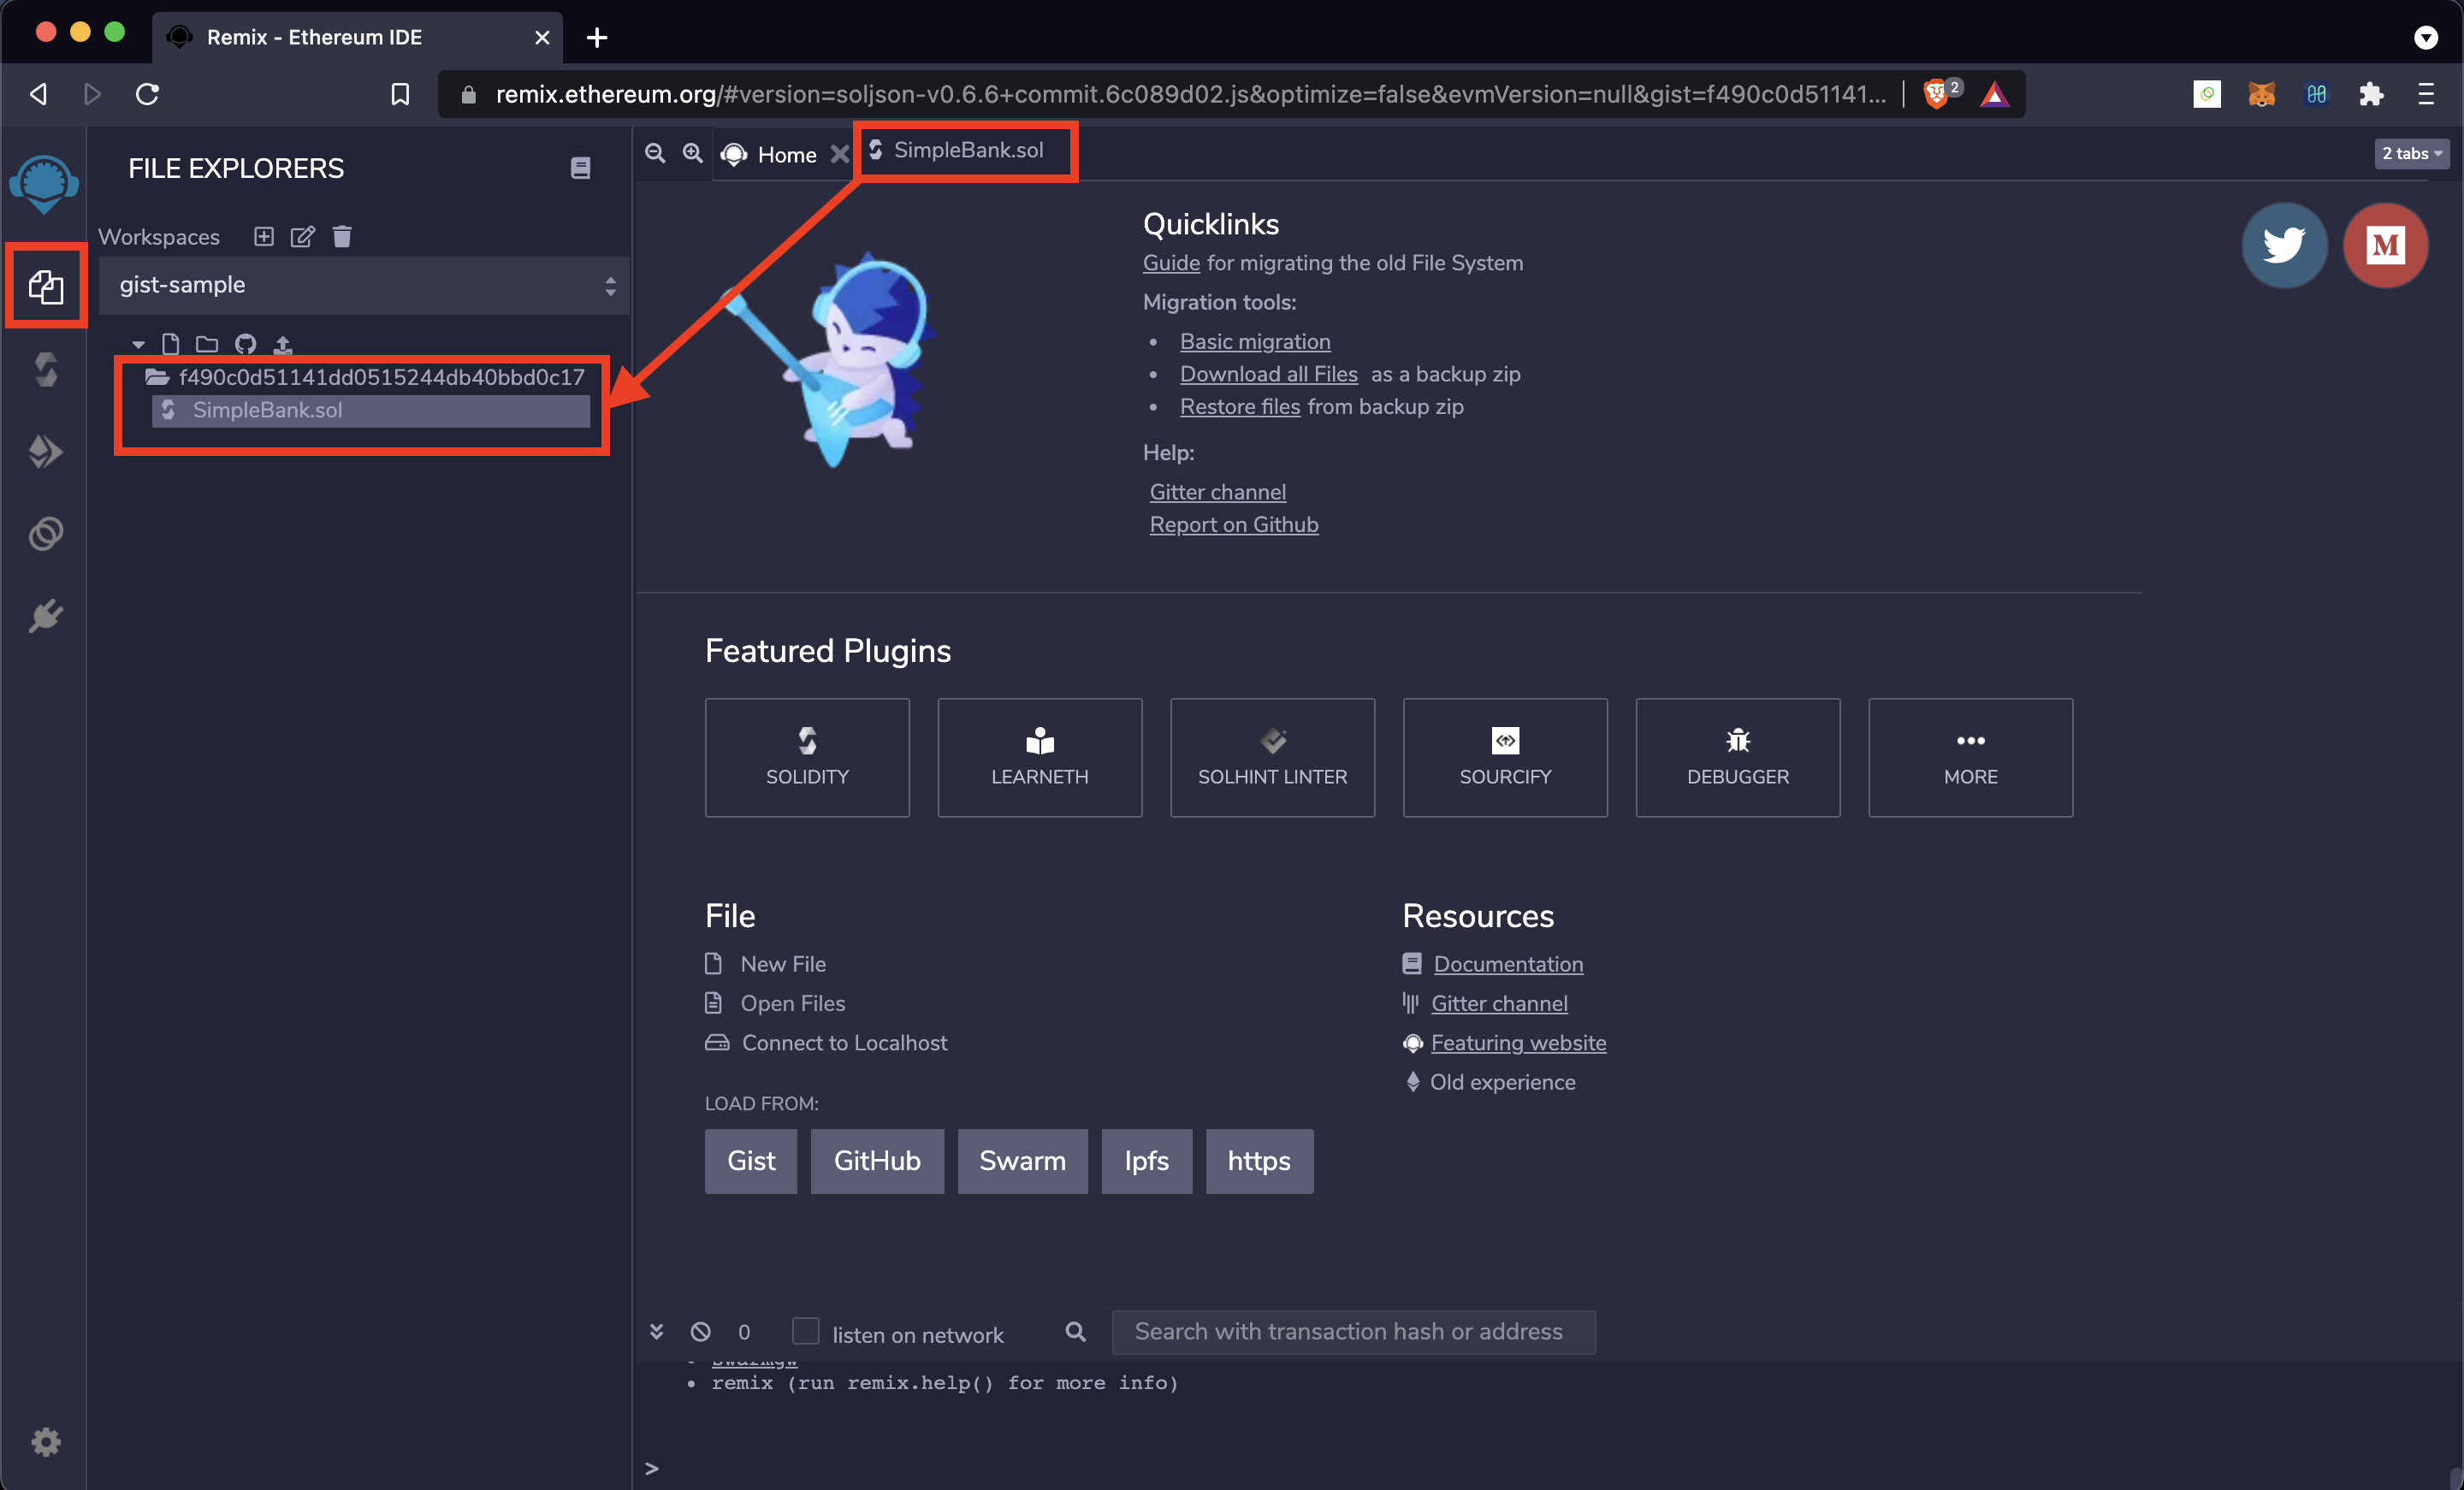 Remix - Ethereum IDE
remix.ethereum.org/#version=soljson-v0.6.6+commit.6c089d02.js&optimize=false&evmVersion=null&gist=f490c0d51141...
2
FILE EXPLORERS
Workspaces
gist-sample
f490c0d51141dd0515244db40bbd0c17
SimpleBank.sol
Home
SimpleBank.sol
2 tabs
Quicklinks
Guide for migrating the old File System
Migration tools:
Basic migration
Download all Files as a backup zip
Restore files from backup zip
Help:
Gitter channel
Report on Github
M
Featured Plugins
SOLIDITY
LEARNETH
SOLHINT LINTER
SOURCIFY
DEBUGGER
MORE
File
New File
Open Files
Connect to Localhost
LOAD FROM:
Gist
GitHub
Swarm
Ipfs
https
Resources
Documentation
Gitter channel
Featuring website
Old experience
0
listen on network
Search with transaction hash or address
swarmgw
remix (run remix.help() for more info)
>